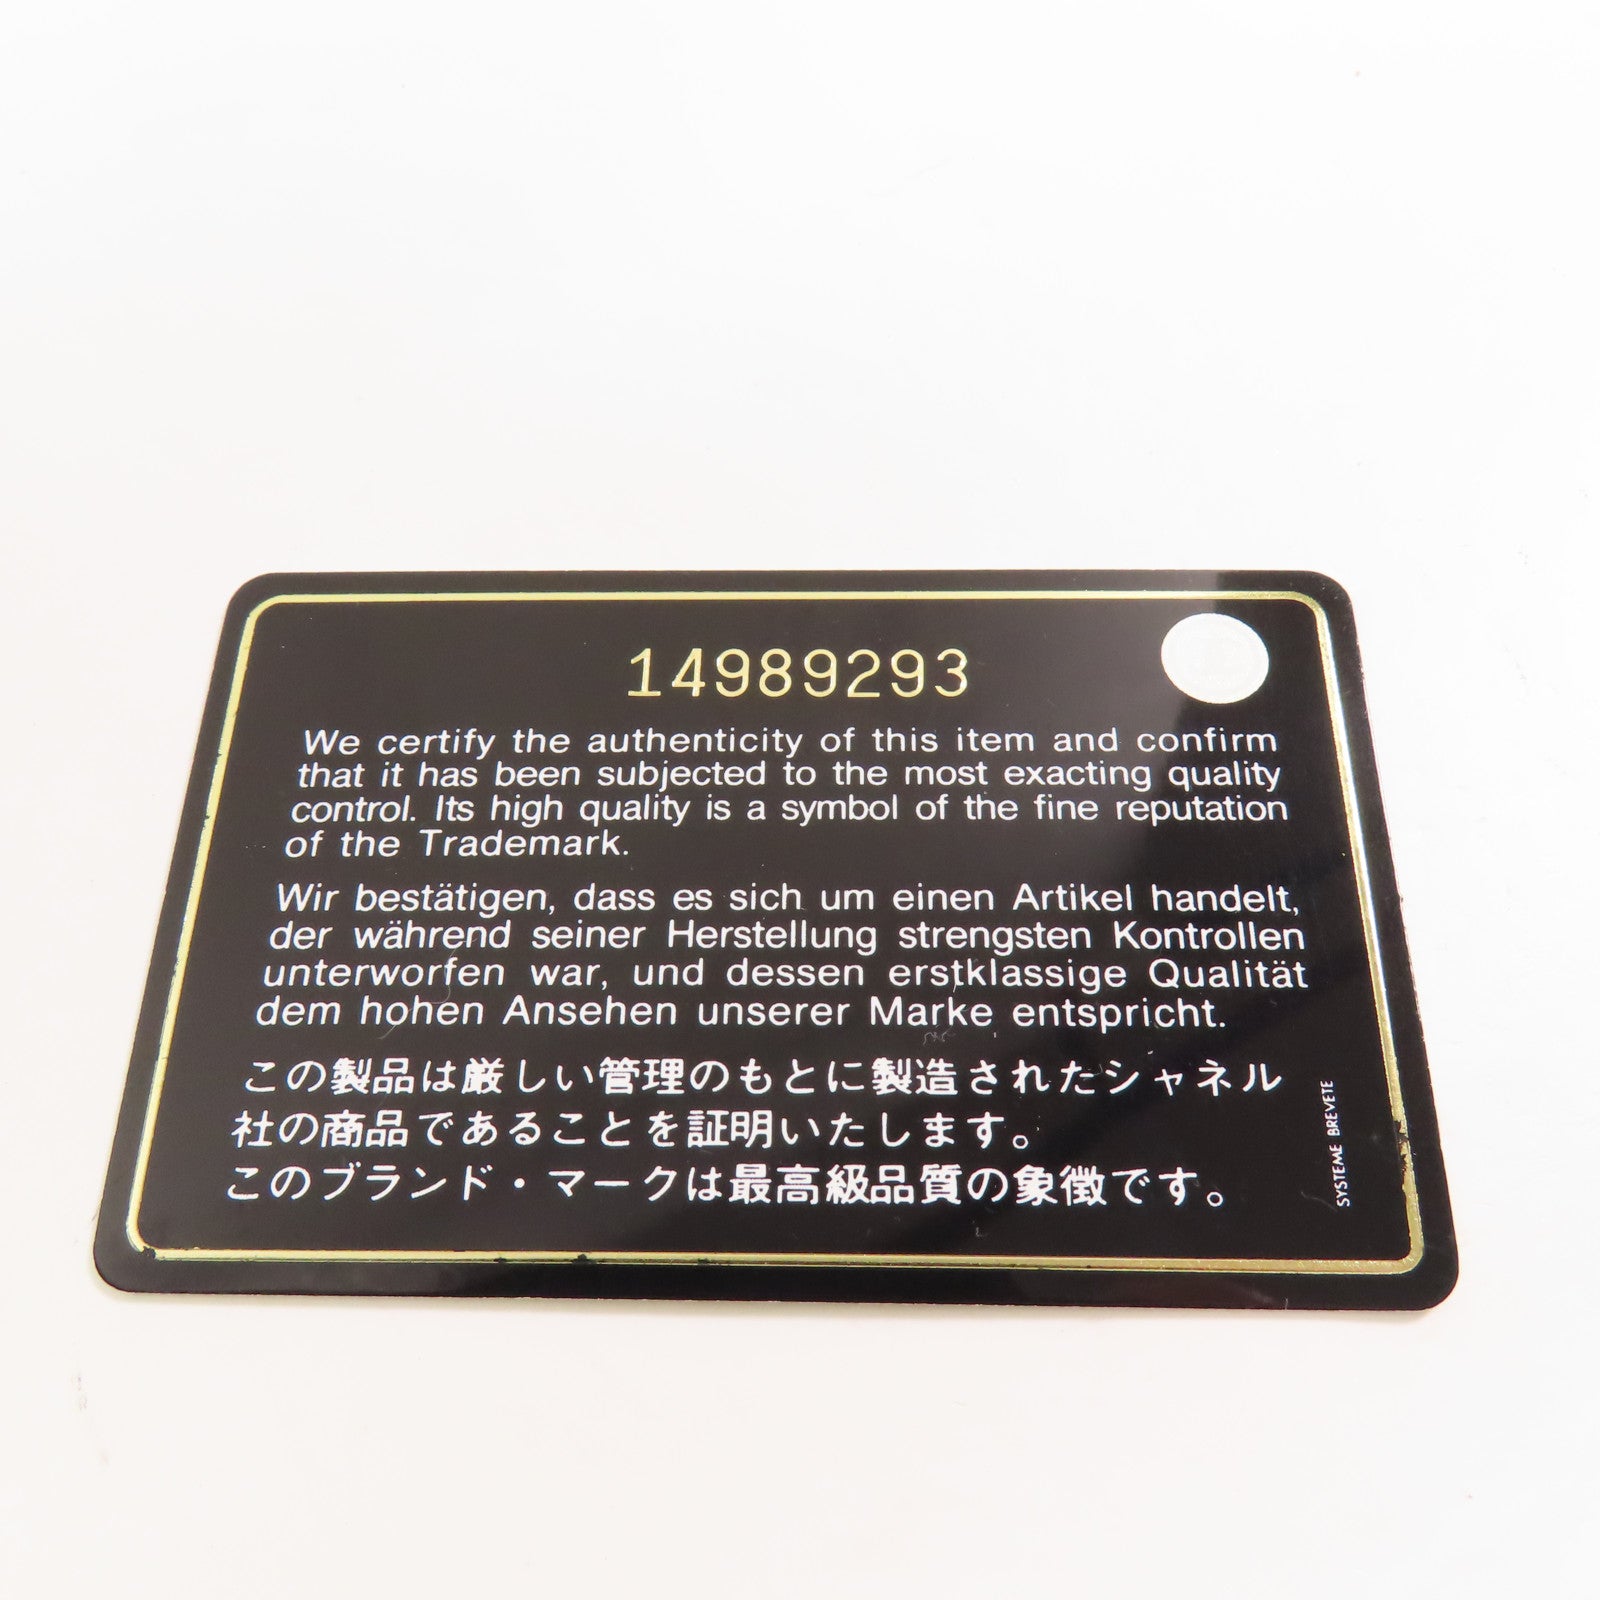 14989293
We certify the authenticity of this item and confirm
that it has been subjected to the most exacting quality
control. Its high quality is a symbol of the fine reputation
of the Trademark.
Wir bestätigen, dass es sich um einen Artikel handelt,
der während seiner Herstellung strengsten Kontrollen
unterworfen war, und dessen erstklassige Qualität
dem hohen Ansehen unserer Marke entspricht.
この製品は厳しい管理のもとに製造されたシャネル
社の商品であることを証明いたします。
このブランド・マークは最高級品質の象徴です。
SYSTEME BREVETE